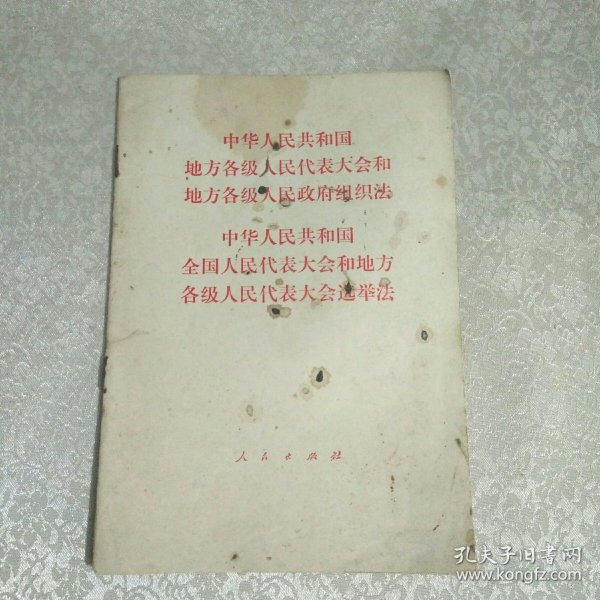 中华人民共和国
地方各级人民代表大会和
地方各级人民政府组织法
中华人民共和国
全国人民代表大会和地方
各级人民代表大会选举法
人民出版社
孔夫子旧书网
www.kongfz.com